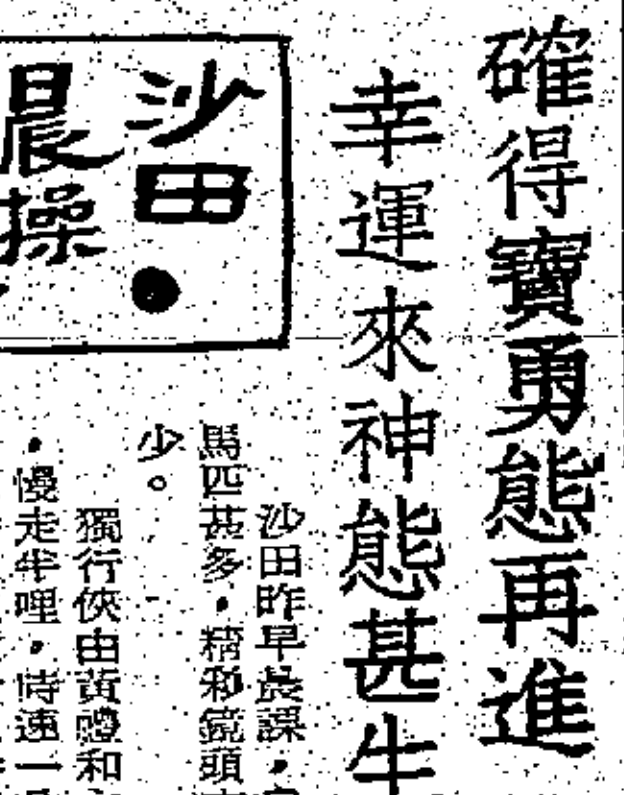 確得寶勇態再進
幸運來神態甚
沙田・
晨操
沙田昨早晨課，
馬匹甚多，精彩鏡頭
少。
獨行俠由黃和
，慢走半哩，時速一